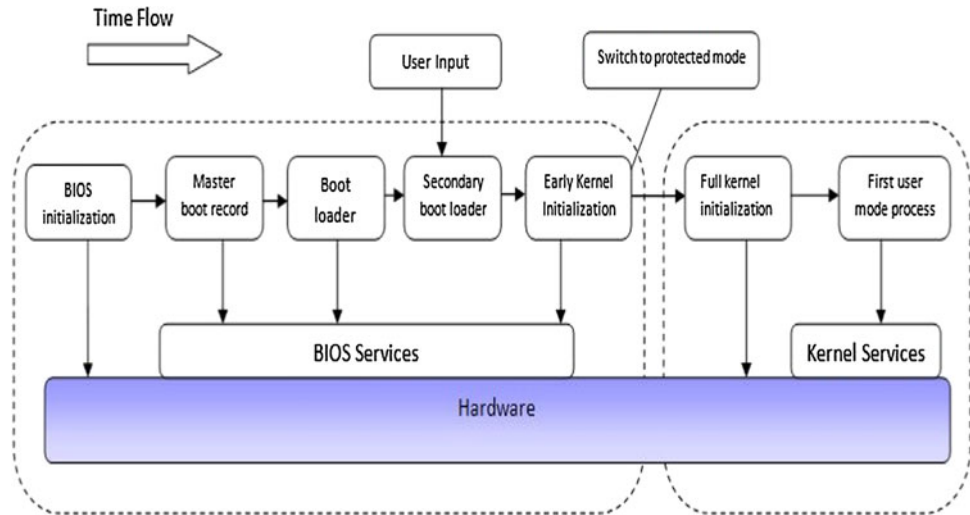 Time Flow
User Input
Switch to protected mode
BIOS
initialization
Master
boot record
Boot
loader
Secondary
boot loader
Early Kernel
Initialization
Full kernel
initialization
First user
mode process
BIOS Services
Kernel Services
Hardware